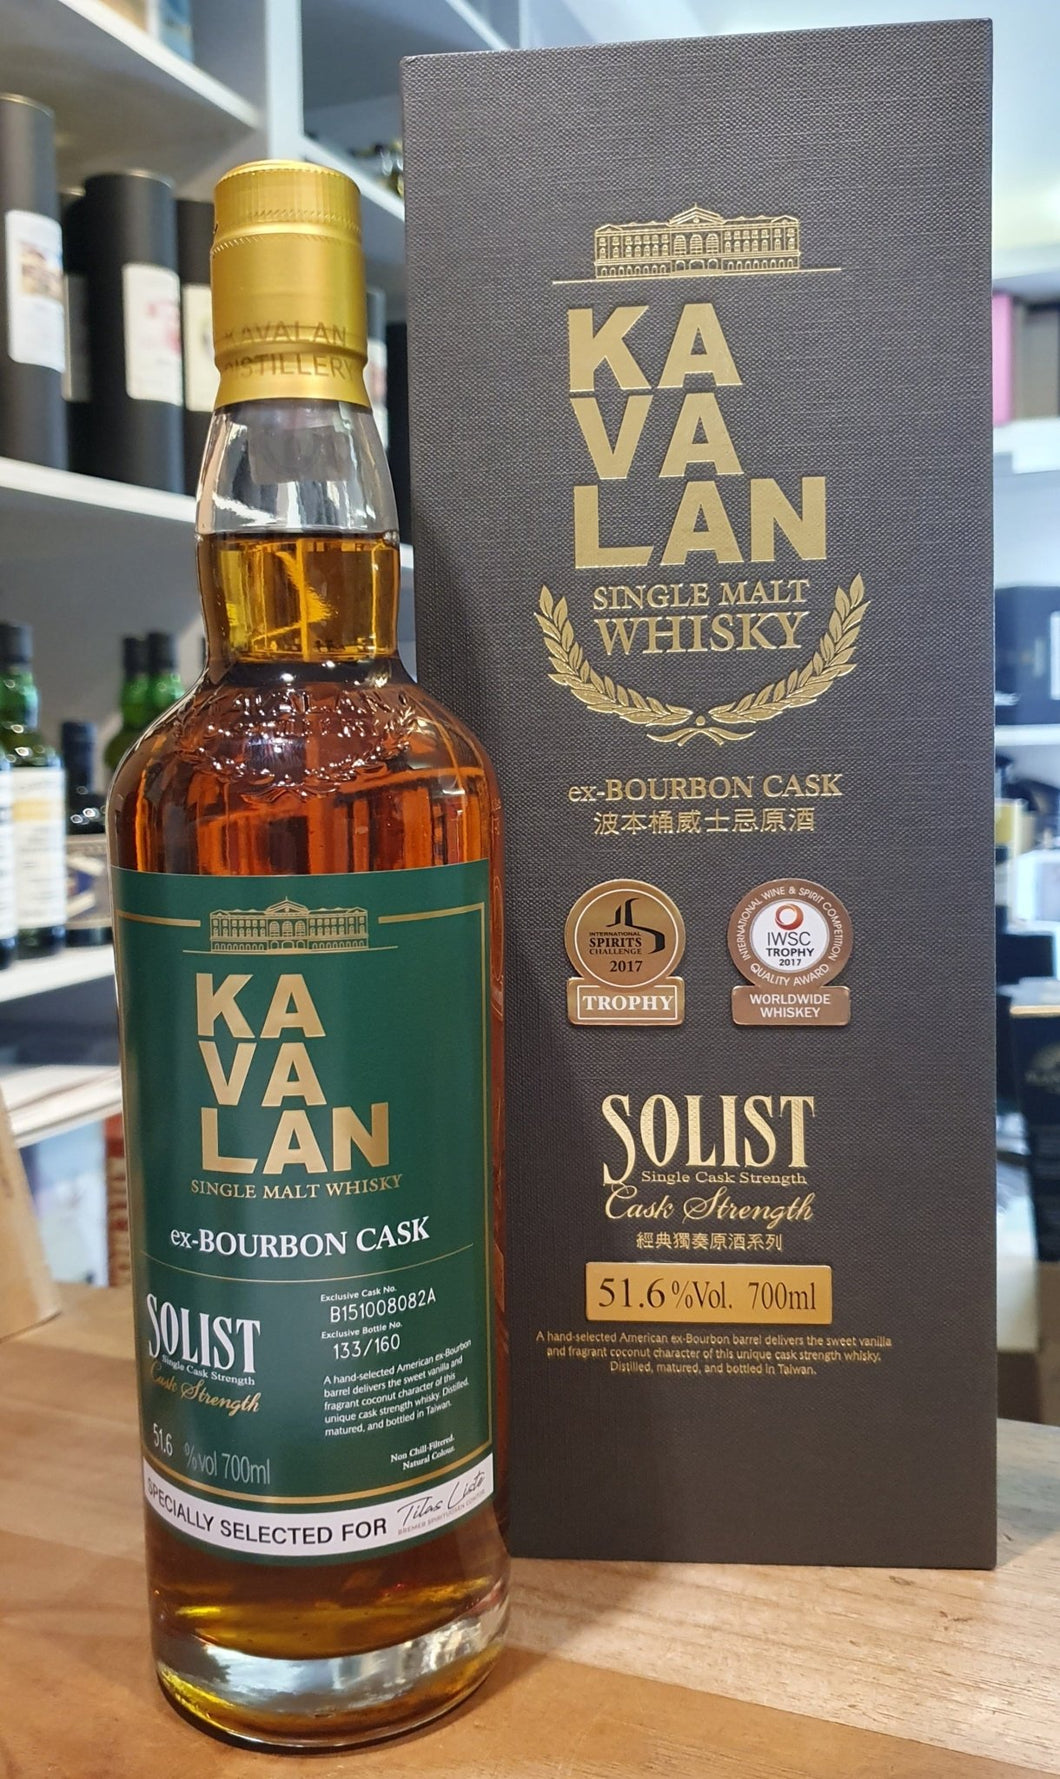 KAVALAN
DISTILLERY
KAVALAN
KA
VA
LAN
SINGLE MALT WHISKY
ex-BOURBON CASK
SOLIST
Single Cask Strength
Cask Strength
51.6 %vol 700ml
Exclusive Cask No.
B151008082A
Exclusive Bottle No.
133/160
A hand-selected American ex-Bourbon
barrel delivers the sweet vanilla and
fragrant coconut character of this
unique cask strength whisky. Distilled,
matured, and bottled in Taiwan.
Non Chill-Filtered.
Natural Colour.
SPECIALLY SELECTED FOR
BREMER SPIRITUOSEN CONTOR
KA
VA
LAN
SINGLE MALT
WHISKY
ex-BOURBON CASK
波本桶威士忌原酒
INTERNATIONAL
SPIRITS
CHALLENGE
2017
TROPHY
INTERNATIONAL WINE & SPIRIT COMPETITION
IWSC
TROPHY
2017
QUALITY AWARD
WORLDWIDE
WHISKEY
SOLIST
Single Cask Strength
Cask Strength
經典獨奏原酒系列
51.6%Vol. 700ml
A hand-selected American ex-Bourbon barrel delivers the sweet vanilla
and fragrant coconut character of this unique cask strength whisky.
Distilled, matured, and bottled in Taiwan.